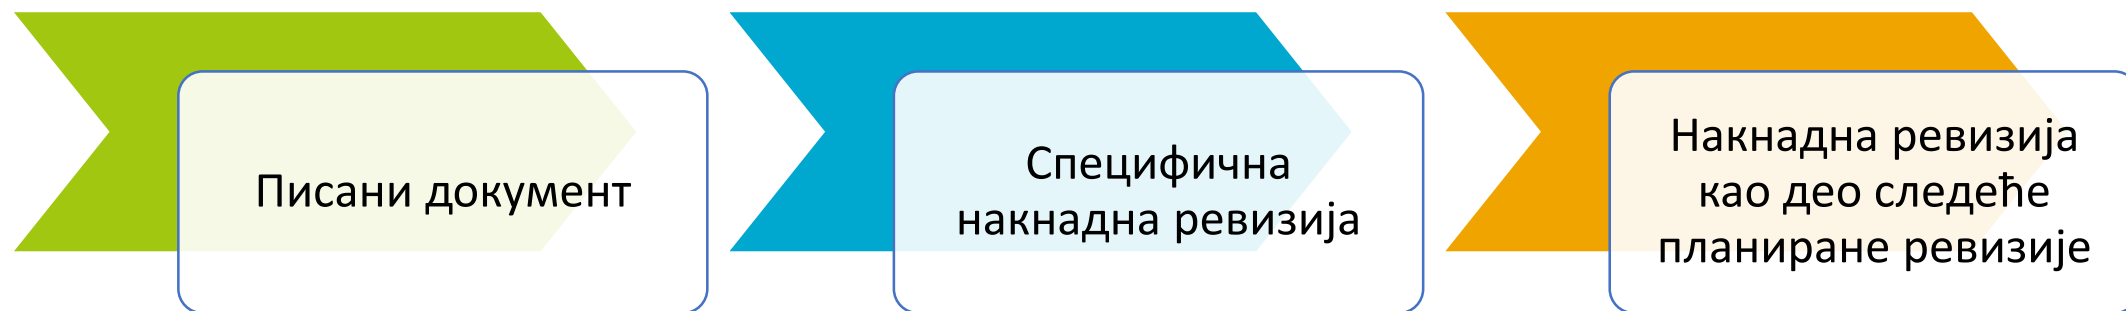 Писани документ
Специфична
накнадна ревизија
Накнадна ревизија
као део следеће
планиране ревизије